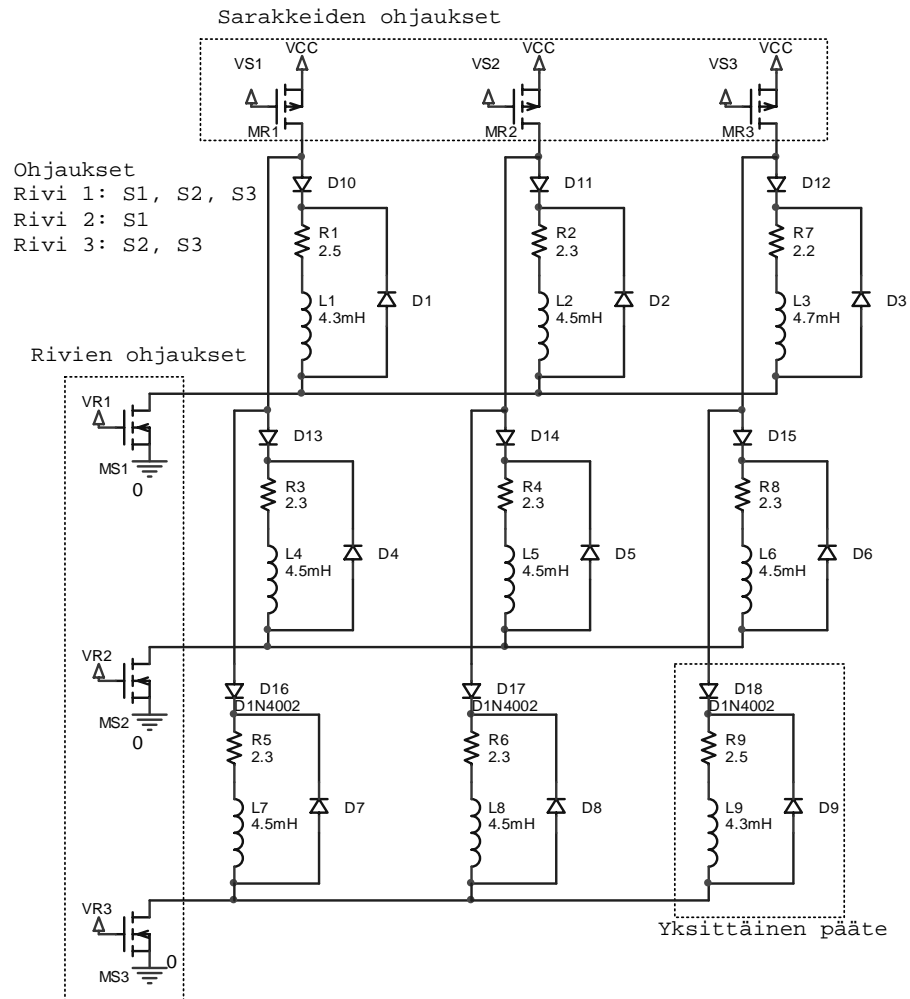 Sarakkeiden ohjaukset
VCC VCC VCC
VS1 VS2 VS3
MR1 MR2 MR3
Ohjaukset
Rivi 1: S1, S2, S3
Rivi 2: S1
Rivi 3: S2, S3
D10 D11 D12
R1 R2 R7
2.5 2.3 2.2
L1 D1 L2 D2 L3 D3
4.3mH 4.5mH 4.7mH
Rivien ohjaukset
VR1
MS1
0
D13 D14 D15
R3 R4 R8
2.3 2.3 2.3
L4 D4 L5 D5 L6 D6
4.5mH 4.5mH 4.5mH
VR2
MS2
0
D16 D17 D18
D1N4002 D1N4002 D1N4002
R5 R6 R9
2.3 2.3 2.5
L7 D7 L8 D8 L9 D9
4.5mH 4.5mH 4.3mH
VR3
MS3
0
Yksittäinen pääte